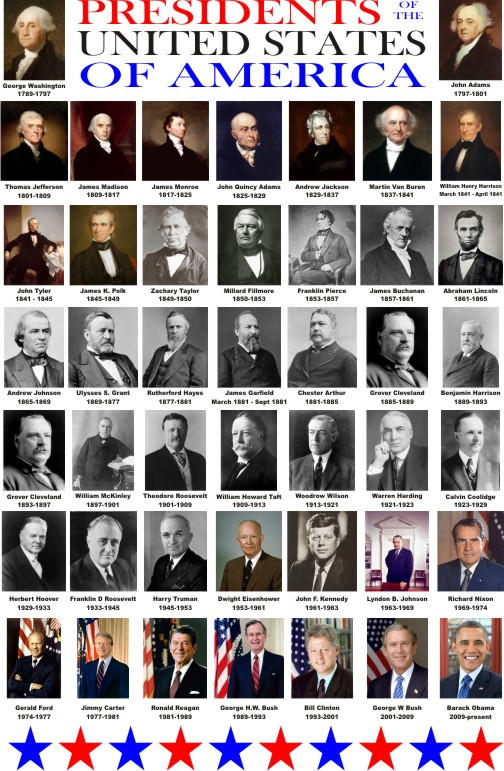 PRESIDENTS OF THE
UNITED STATES
OF AMERICA
George Washington
1789-1797
John Adams
1797-1801
Thomas Jefferson
1801-1809
James Madison
1809-1817
James Monroe
1817-1825
John Quincy Adams
1825-1829
Andrew Jackson
1829-1837
Martin Van Buren
1837-1841
William Henry Harrison
March 1841 - April 1841
John Tyler
1841 - 1845
James K. Polk
1845-1849
Zachary Taylor
1849-1850
Millard Fillmore
1850-1853
Franklin Pierce
1853-1857
James Buchanan
1857-1861
Abraham Lincoln
1861-1865
Andrew Johnson
1865-1869
Ulysses S. Grant
1869-1877
Rutherford Hayes
1877-1881
James Garfield
March 1881 - Sept 1881
Chester Arthur
1881-1885
Grover Cleveland
1885-1889
Benjamin Harrison
1889-1893
Grover Cleveland
1893-1897
William McKinley
1897-1901
Theodore Roosevelt
1901-1909
William Howard Taft
1909-1913
Woodrow Wilson
1913-1921
Warren Harding
1921-1923
Calvin Coolidge
1923-1929
Herbert Hoover
1929-1933
Franklin D Roosevelt
1933-1945
Harry Truman
1945-1953
Dwight Eisenhower
1953-1961
John F. Kennedy
1961-1963
Lyndon B. Johnson
1963-1969
Richard Nixon
1969-1974
Gerald Ford
1974-1977
Jimmy Carter
1977-1981
Ronald Reagan
1981-1989
George H.W. Bush
1989-1993
Bill Clinton
1993-2001
George W Bush
2001-2009
Barack Obama
2009-present